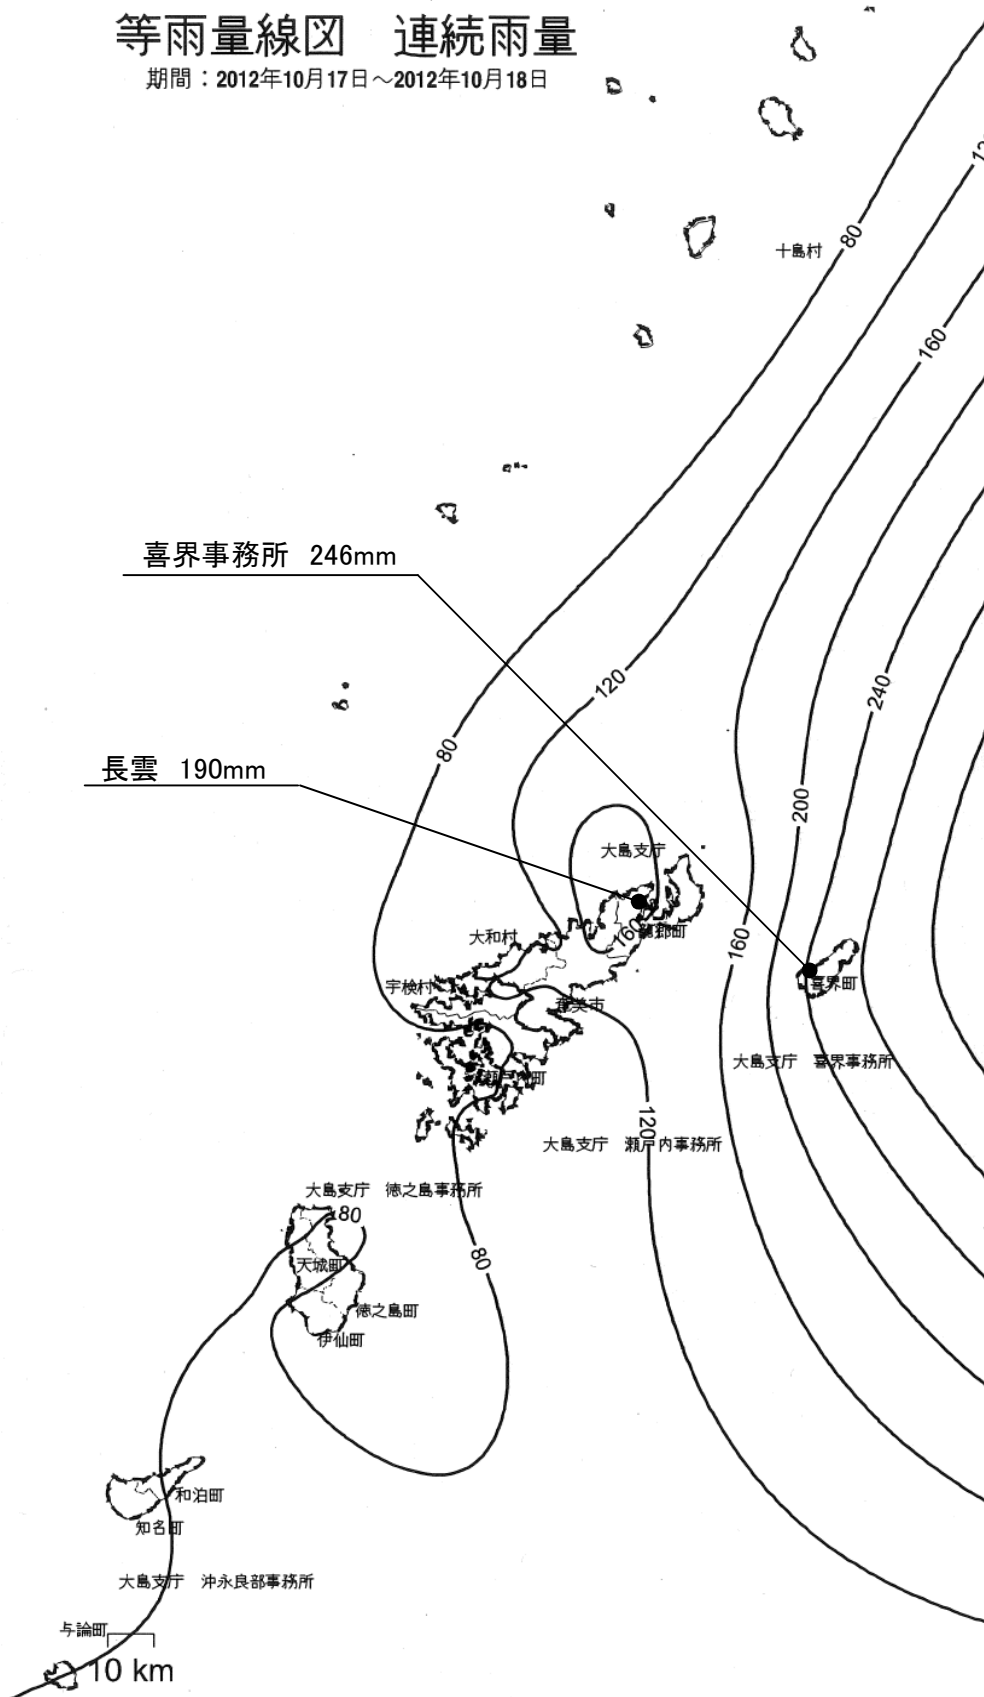 等雨量線図　連続雨量
期間：2012年10月17日～2012年10月18日
80
十島村
160
喜界事務所　246mm
120
240
80
長雲　190mm
200
大島支庁
160
龍郷町
大和村
160
宇検村
喜界町
奄美市
大島支庁　喜界事務所
瀬戸内町
120
大島支庁　瀬戸内事務所
大島支庁　徳之島事務所
80
80
天城町
徳之島町
伊仙町
和泊町
知名町
大島支庁　沖永良部事務所
与論町
10 km